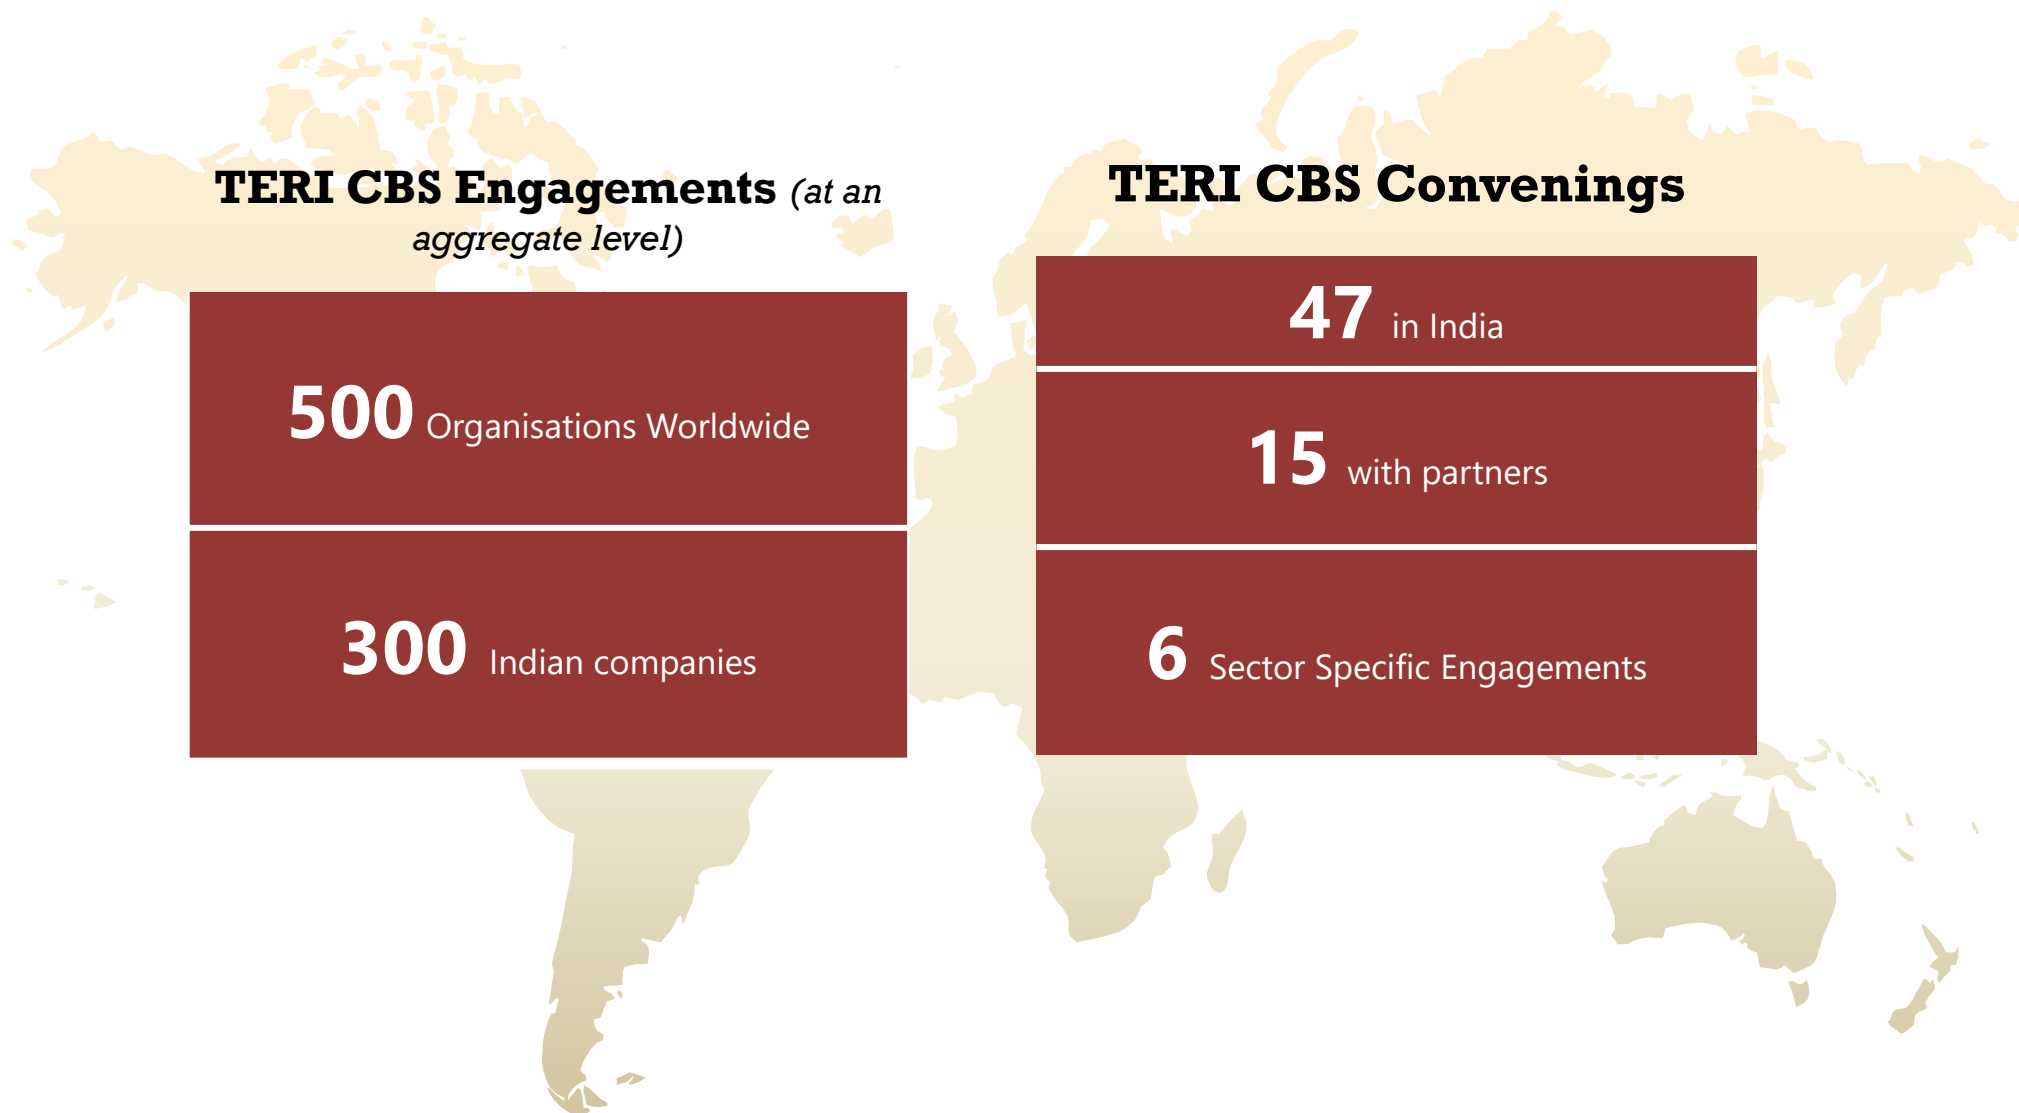 TERI CBS Engagements (at an
aggregate level)
500 Organisations Worldwide
300 Indian companies
TERI CBS Convenings
47 in India
15 with partners
6 Sector Specific Engagements